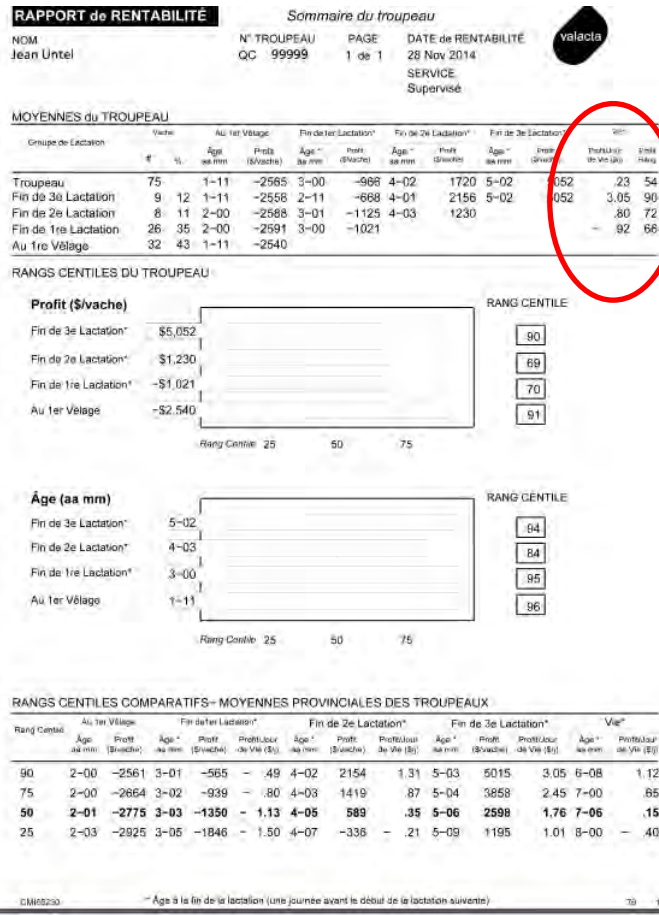 RAPPORT de RENTABILITÉ Sommaire du troupeau
NOM N° TROUPEAU PAGE DATE de RENTABILITÉ valacta
Jean Untel QC 99999 1 de 1 28 Nov 2014
SERVICE
Supervisé
MOYENNES du TROUPEAU
Groupe de Lactation Vache Au 1er Vêlage Fin de 1er Lactation* Fin de 2e Lactation* Fin de 3e Lactation*
# % Âge aa mm Profit ($/vache) Âge * aa mm Profit ($/vache) Âge * aa mm Profit ($/vache) Âge * aa mm Profit ($/vache) Profit/Jour de Vie ($/j) Profit Rang
Troupeau 75 1-11 -2565 3-00 -966 4-02 1720 5-02 5052 .23 54
Fin de 3e Lactation 9 12 1-11 -2558 2-11 -668 4-01 2156 5-02 5052 3.05 90
Fin de 2e Lactation 8 11 2-00 -2588 3-01 -1125 4-03 1230 .80 72
Fin de 1re Lactation 26 35 2-00 -2591 3-00 -1021 - 92 66
Au 1re Vêlage 32 43 1-11 -2540
RANGS CENTILES DU TROUPEAU
Profit ($/vache) RANG CENTILE
Fin de 3e Lactation* $5,052 90
Fin de 2e Lactation* $1,230 69
Fin de 1re Lactation* -$1,021 70
Au 1er Vêlage -$2.540 91
Rang Centile 25 50 75
Âge (aa mm) RANG CENTILE
Fin de 3e Lactation* 5-02 94
Fin de 2e Lactation* 4-03 84
Fin de 1re Lactation* 3-00 95
Au 1er Vêlage 1-11 96
Rang Centile 25 50 75
RANGS CENTILES COMPARATIFS- MOYENNES PROVINCIALES DES TROUPEAUX
Rang Centile Au 1er Vêlage Fin de 1er Lactation* Fin de 2e Lactation* Fin de 3e Lactation* Vie*
Âge aa mm Profit ($/vache) Âge * aa mm Profit ($/vache) Profit/Jour de Vie ($/j) Âge * aa mm Profit ($/vache) Profit/Jour de Vie ($/j) Âge * aa mm Profit ($/vache) Profit/Jour de Vie ($/j) Âge * aa mm Profit/Jour de Vie ($/j)
90 2-00 -2561 3-01 -565 - .49 4-02 2154 1.31 5-03 5015 3.05 6-08 1.12
75 2-00 -2664 3-02 -939 - .80 4-03 1419 .87 5-04 3858 2.45 7-00 .65
50 2-01 -2775 3-03 -1350 - 1.13 4-05 589 .35 5-06 2598 1.76 7-06 .15
25 2-03 -2925 3-05 -1846 - 1.50 4-07 -336 - .21 5-09 1195 1.01 8-00 - .40
* Âge à la fin de la lactation (une journée avant le début de la lactation suivante)